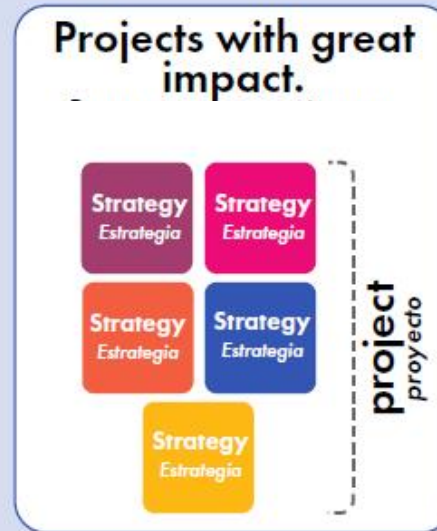 Projects with great
impact.
Strategy
Estrategia
Strategy
Estrategia
Strategy
Estrategia
Strategy
Estrategia
Strategy
Estrategia
project
proyecto